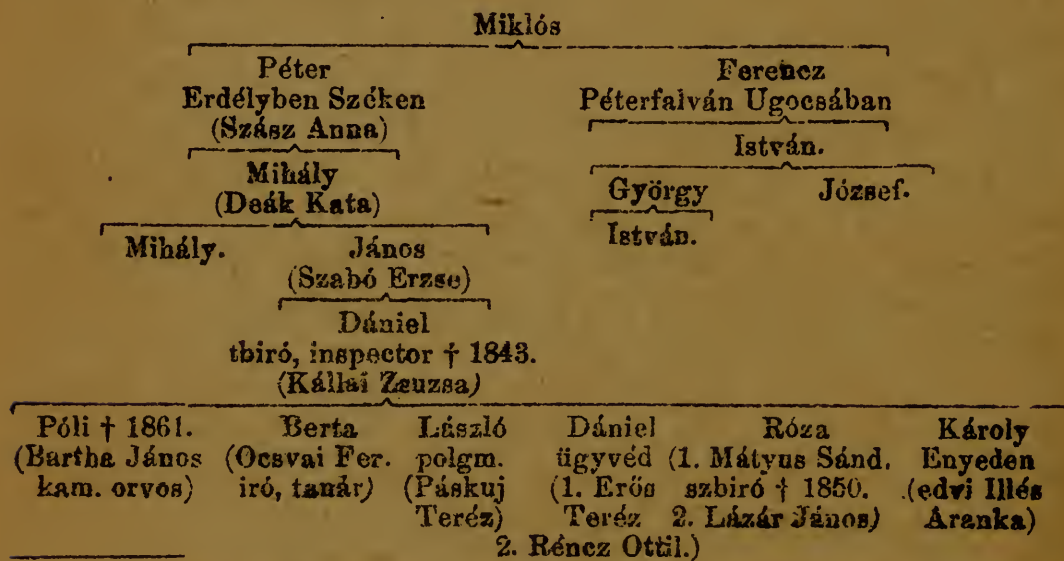 Miklós
Péter Ferencz
Erdélyben Széken Péterfalván Ugocsában
(Szász Anna)
István.
Mihály György József.
(Deák Kata)
István.
Mihály. János
(Szabó Erzse)
Dániel
tbiró, inspector † 1843.
(Kállai Zsuzsa)
Póli † 1861. Berta László Dániel Róza Károly
(Bartha János (Ocsvai Fer. polgm. ügyvéd (1. Mátyus Sánd. Enyeden
kam. orvos) iró, tanár) (Páskuj (1. Erős szbiró † 1850. (edvi Illés
Teréz) Teréz 2. Lázár János) Aranka)
2. Réncz Ottil.)